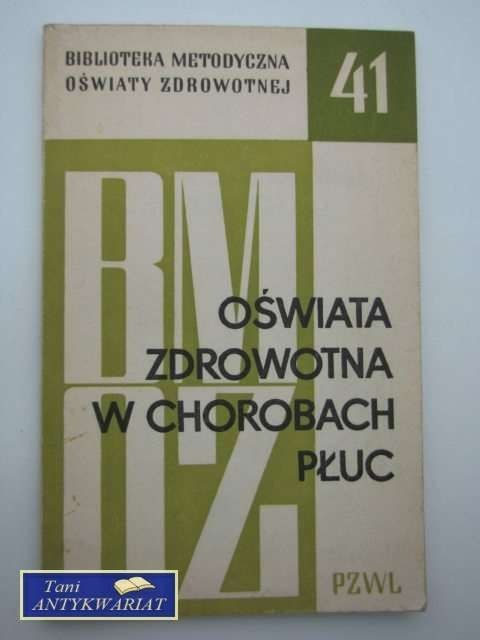 BIBLIOTEKA METODYCZNA
OŚWIATY ZDROWOTNEJ
41
BM
OZ
OŚWIATA
ZDROWOTNA
W CHOROBACH
PŁUC
PZWL
Tani
ANTYKWARIAT